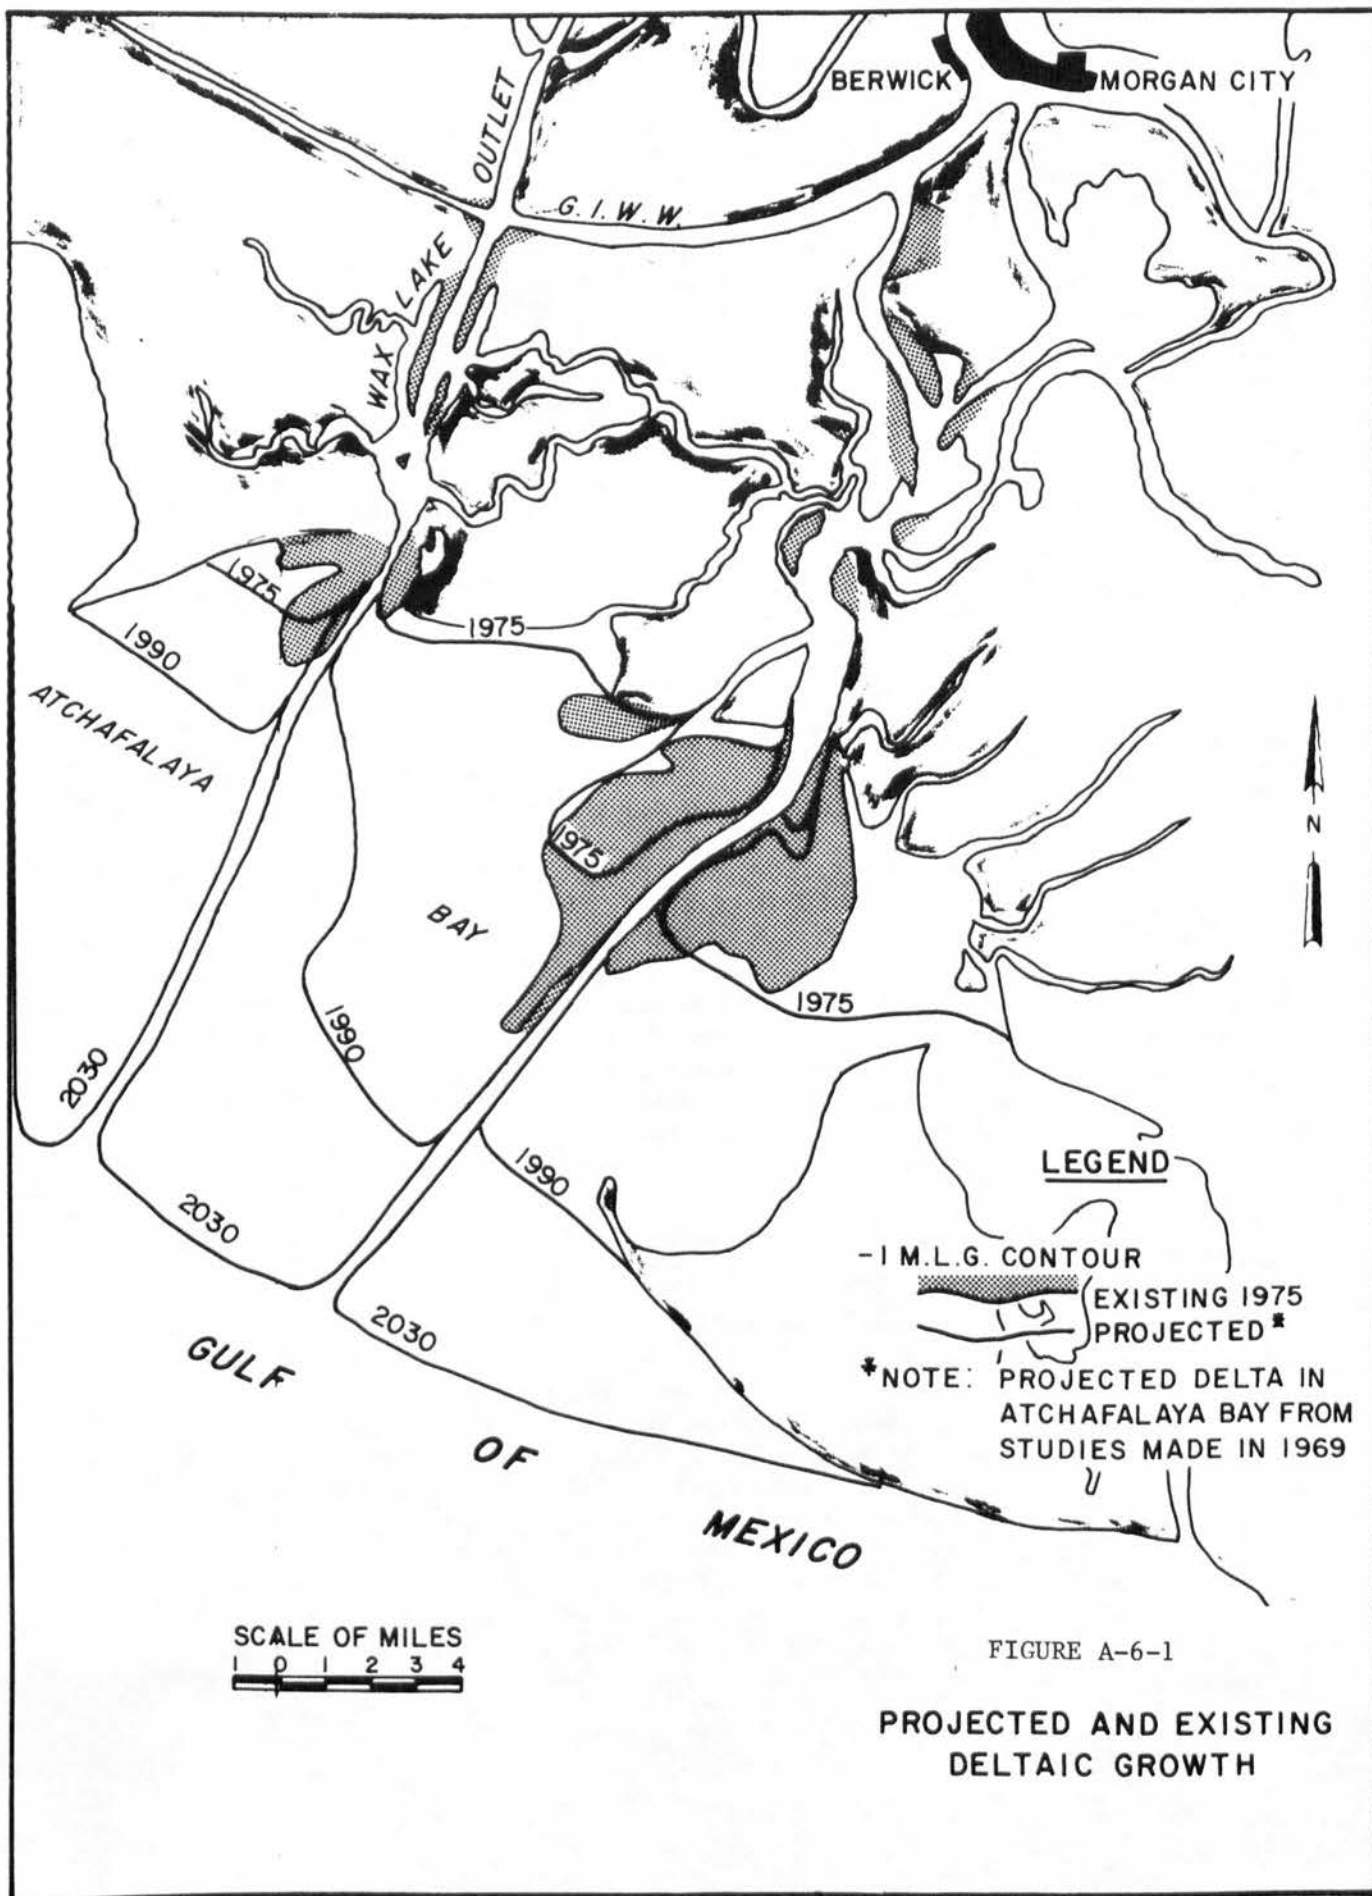 BERWICK
MORGAN CITY
WAX LAKE OUTLET
G. I. W. W.
1975
1990
1975
ATCHAFALAYA
BAY
1975
1975
1990
2030
1990
2030
2030
N
GULF OF MEXICO
LEGEND
-1 M.L.G. CONTOUR
EXISTING 1975
PROJECTED*
*NOTE: PROJECTED DELTA IN
ATCHAFALAYA BAY FROM
STUDIES MADE IN 1969
SCALE OF MILES
1 0 1 2 3 4
FIGURE A-6-1
PROJECTED AND EXISTING
DELTAIC GROWTH